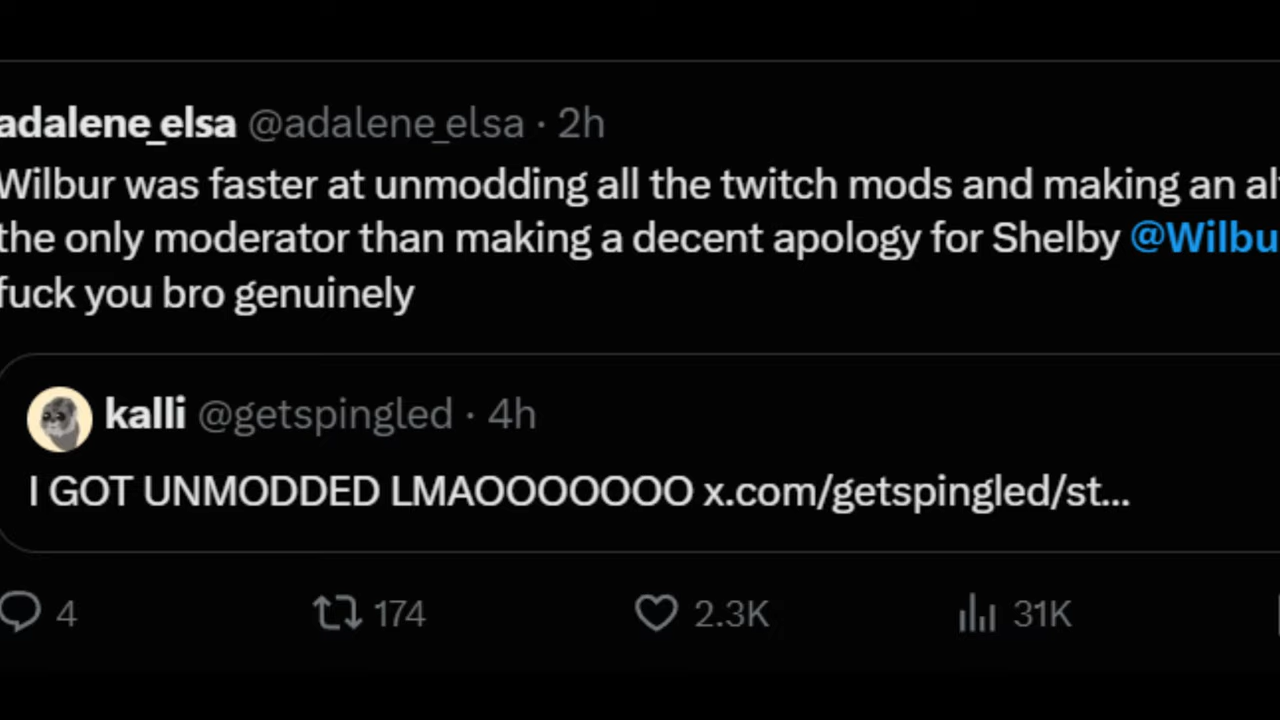 adalene_elsa @adalene_elsa · 2h
Wilbur was faster at unmodding all the twitch mods and making an
the only moderator than making a decent apology for Shelby @Wilbu
fuck you bro genuinely
kalli @getspingled · 4h
I GOT UNMODDED LMAOOOOOOO x.com/getspingled/st...
4 174 2.3K 31K